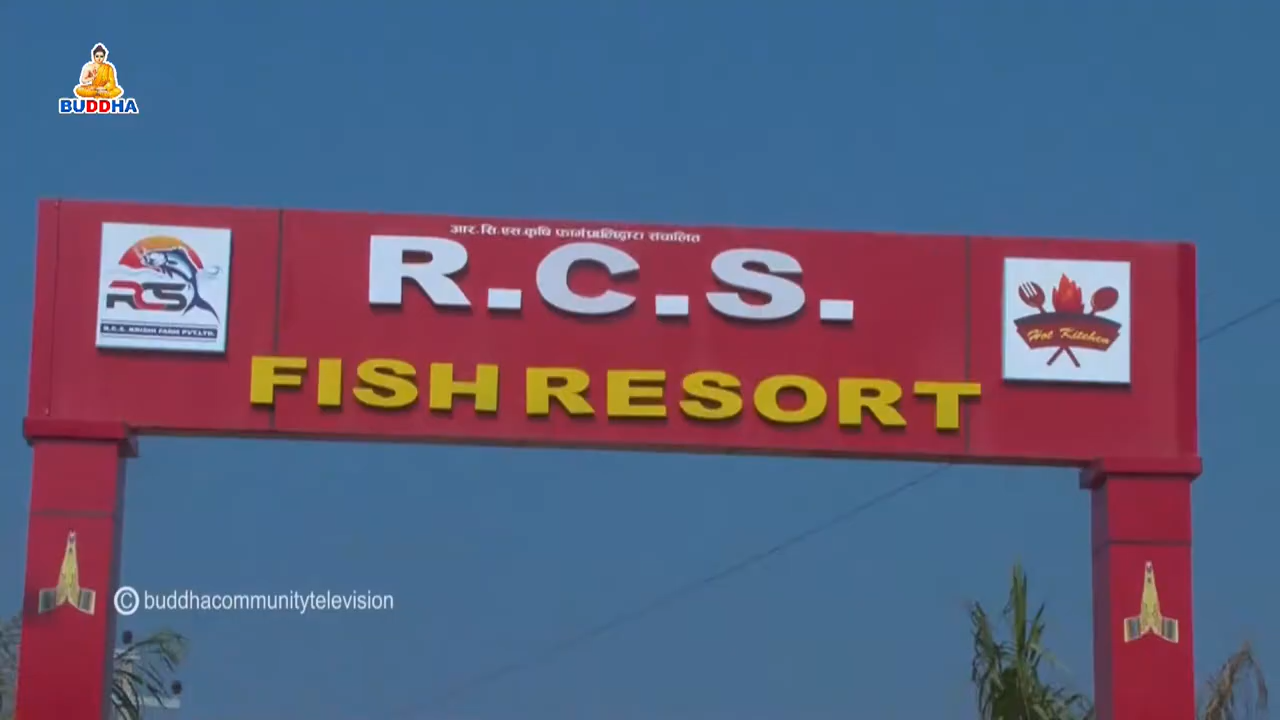 BUDDHA
आर.सि.एस.कृषि फार्मप्रालिद्वारा संचालित
R.C.S.
FISH RESORT
RCS
R.C.S. KRISHI FARM PVT.LTD.
Hot Kitchen
© buddhacommunitytelevision